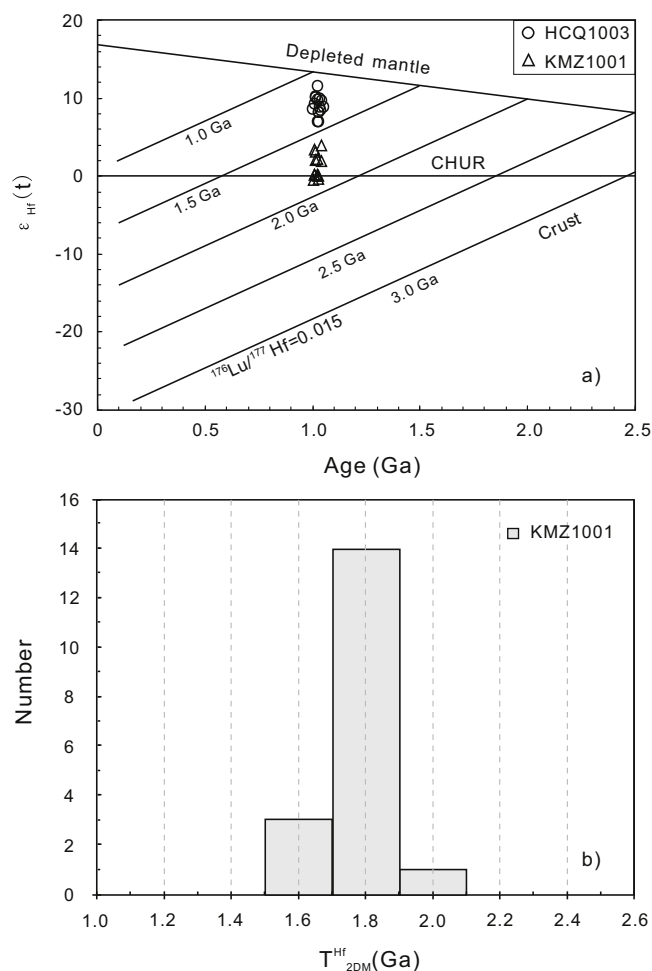 20
10
0
-10
-20
-30
ε Hf (t)
Depleted mantle
HCQ1003
KMZ1001
1.0 Ga
1.5 Ga
CHUR
2.0 Ga
2.5 Ga
Crust
3.0 Ga
¹⁷⁶Lu/¹⁷⁷Hf=0.015
a)
0 0.5 1.0 1.5 2.0 2.5
Age (Ga)
16
14
12
10
8
6
4
2
0
Number
KMZ1001
b)
1.0 1.2 1.4 1.6 1.8 2.0 2.2 2.4 2.6
T^Hf_2DM(Ga)